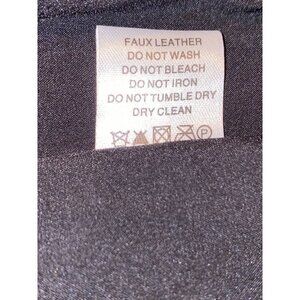 FAUX LEATHER
DO NOT WASH
DO NOT BLEACH
DO NOT IRON
DO NOT TUMBLE DRY
DRY CLEAN
P